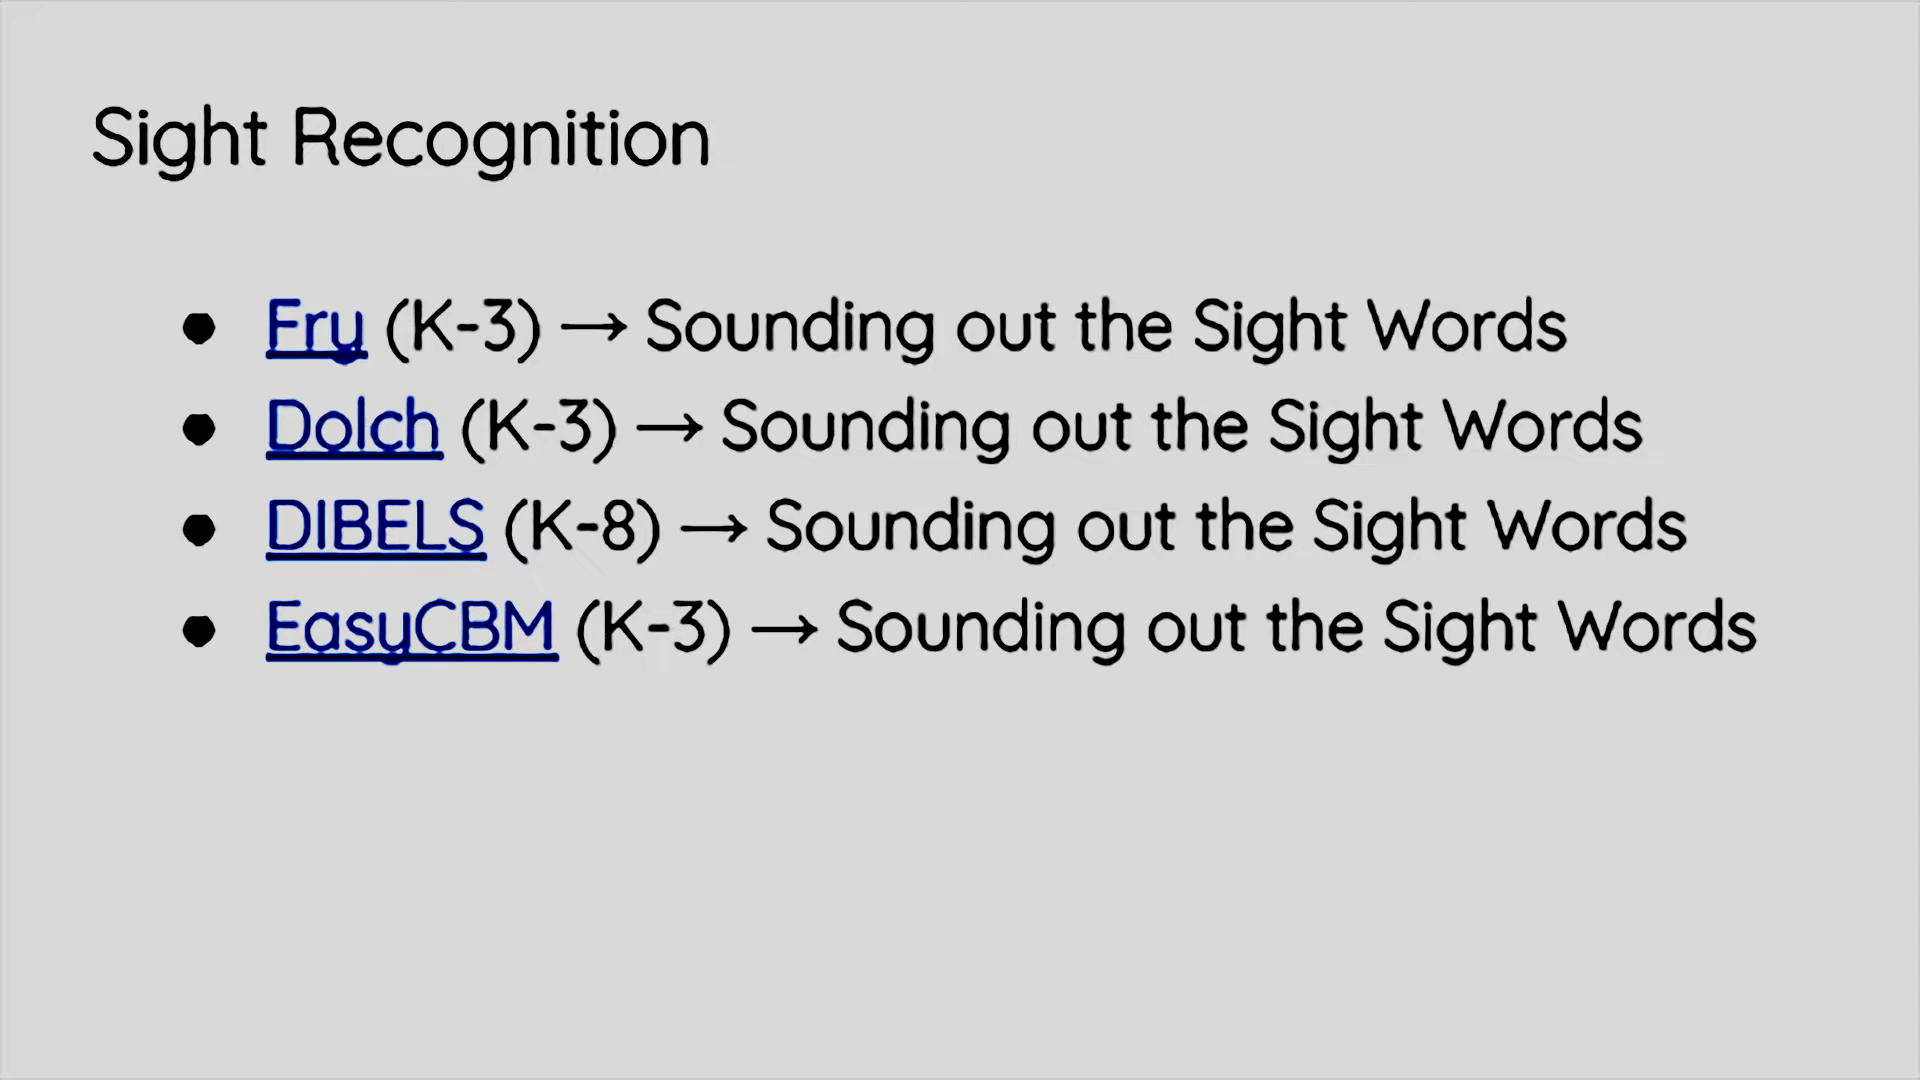 Sight Recognition
● Fry (K-3) → Sounding out the Sight Words
● Dolch (K-3) → Sounding out the Sight Words
● DIBELS (K-8) → Sounding out the Sight Words
● EasyCBM (K-3) → Sounding out the Sight Words